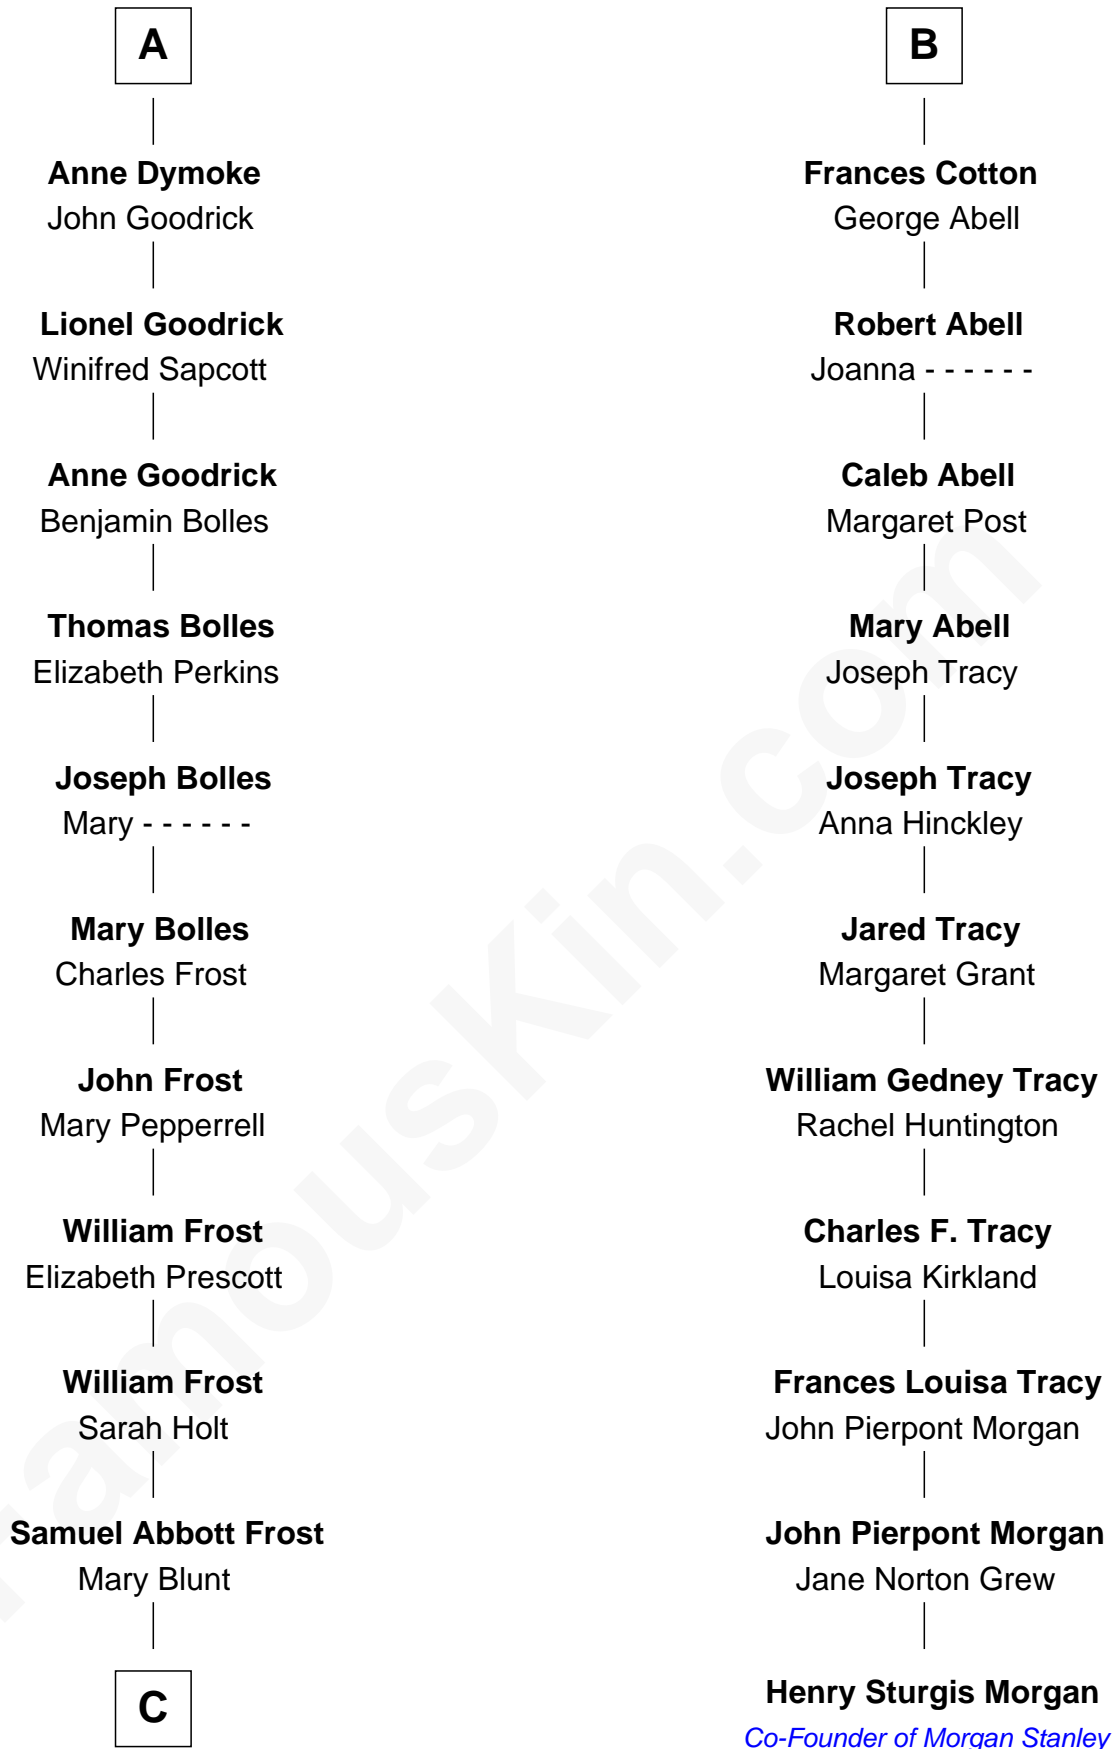 A
Anne Dymoke
John Goodrick
Lionel Goodrick
Winifred Sapcott
Anne Goodrick
Benjamin Bolles
Thomas Bolles
Elizabeth Perkins
Joseph Bolles
Mary - - - - - -
Mary Bolles
Charles Frost
John Frost
Mary Pepperrell
William Frost
Elizabeth Prescott
William Frost
Sarah Holt
Samuel Abbott Frost
Mary Blunt
C
B
Frances Cotton
George Abell
Robert Abell
Joanna - - - - - -
Caleb Abell
Margaret Post
Mary Abell
Joseph Tracy
Joseph Tracy
Anna Hinckley
Jared Tracy
Margaret Grant
William Gedney Tracy
Rachel Huntington
Charles F. Tracy
Louisa Kirkland
Frances Louisa Tracy
John Pierpont Morgan
John Pierpont Morgan
Jane Norton Grew
Henry Sturgis Morgan
Co-Founder of Morgan Stanley
FamousKin.com